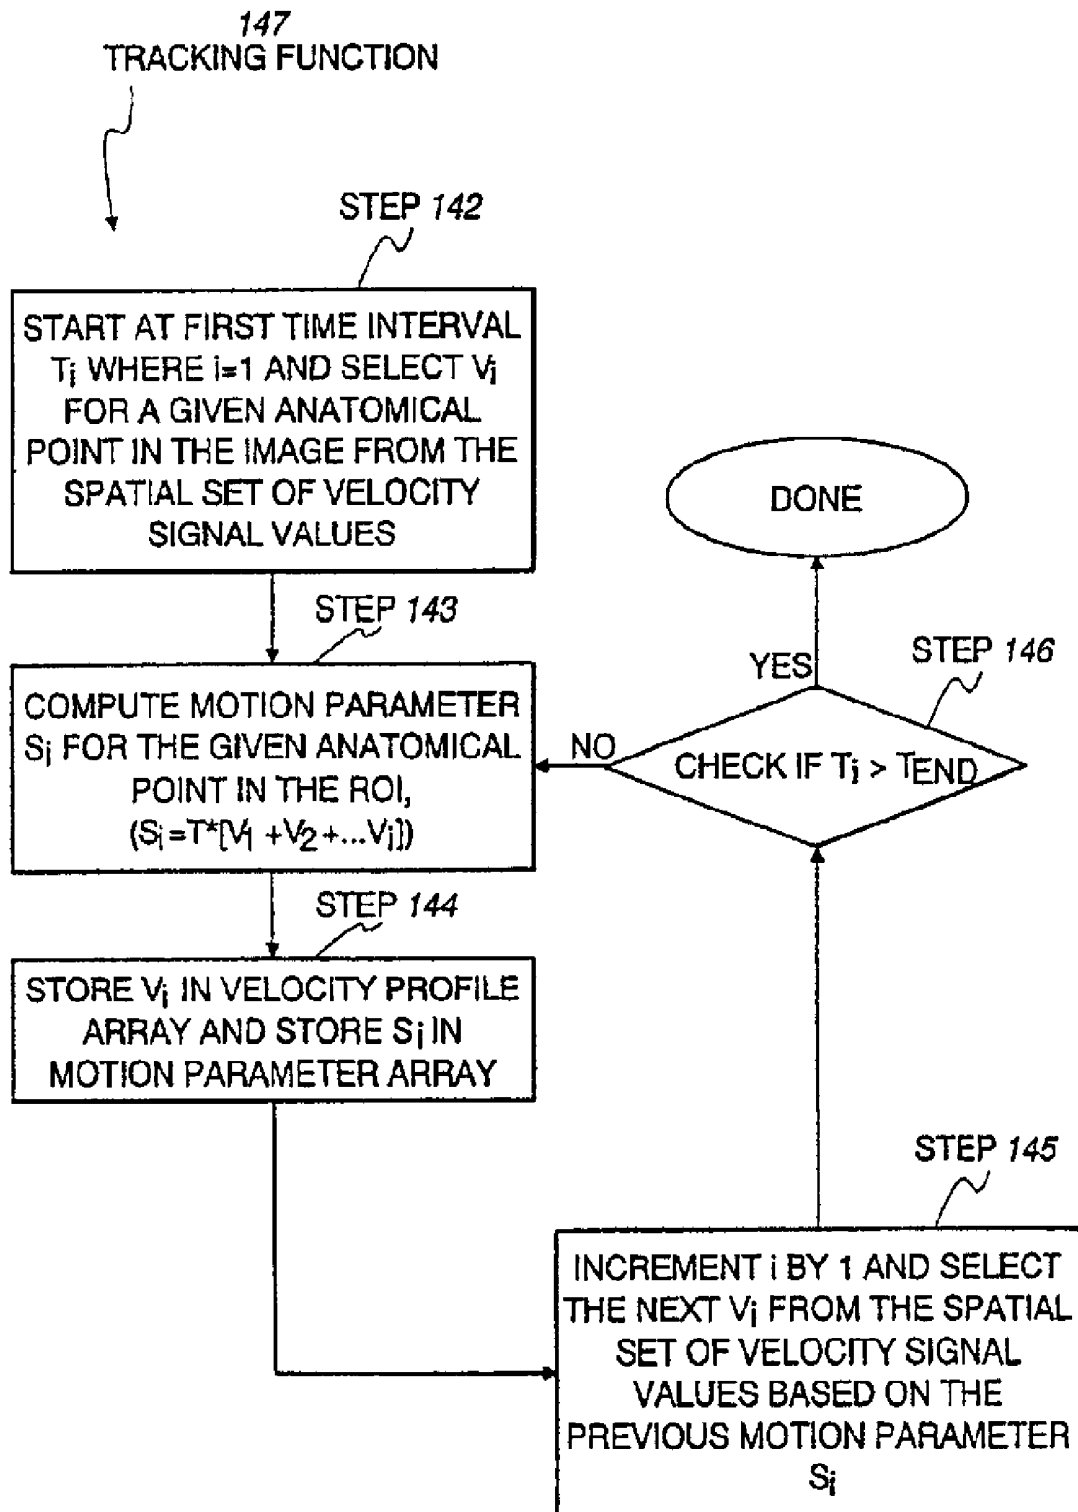 147
TRACKING FUNCTION
STEP 142
START AT FIRST TIME INTERVAL
Ti WHERE i=1 AND SELECT Vi
FOR A GIVEN ANATOMICAL
POINT IN THE IMAGE FROM THE
SPATIAL SET OF VELOCITY
SIGNAL VALUES
STEP 143
COMPUTE MOTION PARAMETER
Si FOR THE GIVEN ANATOMICAL
POINT IN THE ROI,
(Si=T*[V1 +V2 +...Vi])
STEP 144
STORE Vi IN VELOCITY PROFILE
ARRAY AND STORE Si IN
MOTION PARAMETER ARRAY
STEP 145
INCREMENT i BY 1 AND SELECT
THE NEXT Vi FROM THE SPATIAL
SET OF VELOCITY SIGNAL
VALUES BASED ON THE
PREVIOUS MOTION PARAMETER
Si
STEP 146
CHECK IF Ti > TEND
NO
YES
DONE